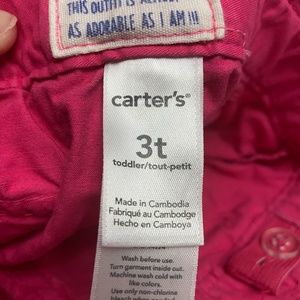 THIS OUTFIT IS ALMOST
AS ADORABLE AS I AM !!!
carter's®
3t
toddler/tout-petit
Made in Cambodia
Fabriqué au Cambodge
Hecho en Camboya
Wash before use.
Turn garment inside out.
Machine wash cold with
like colors.
Use only non-chlorine